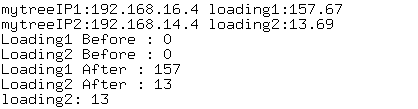 mytreeIP1:192.168.16.4 loading1:157.67
mytreeIP2:192.168.14.4 loading2:13.69
Loading1 Before : 0
Loading2 Before : 0
Loading1 After : 157
Loading2 After : 13
loading2: 13